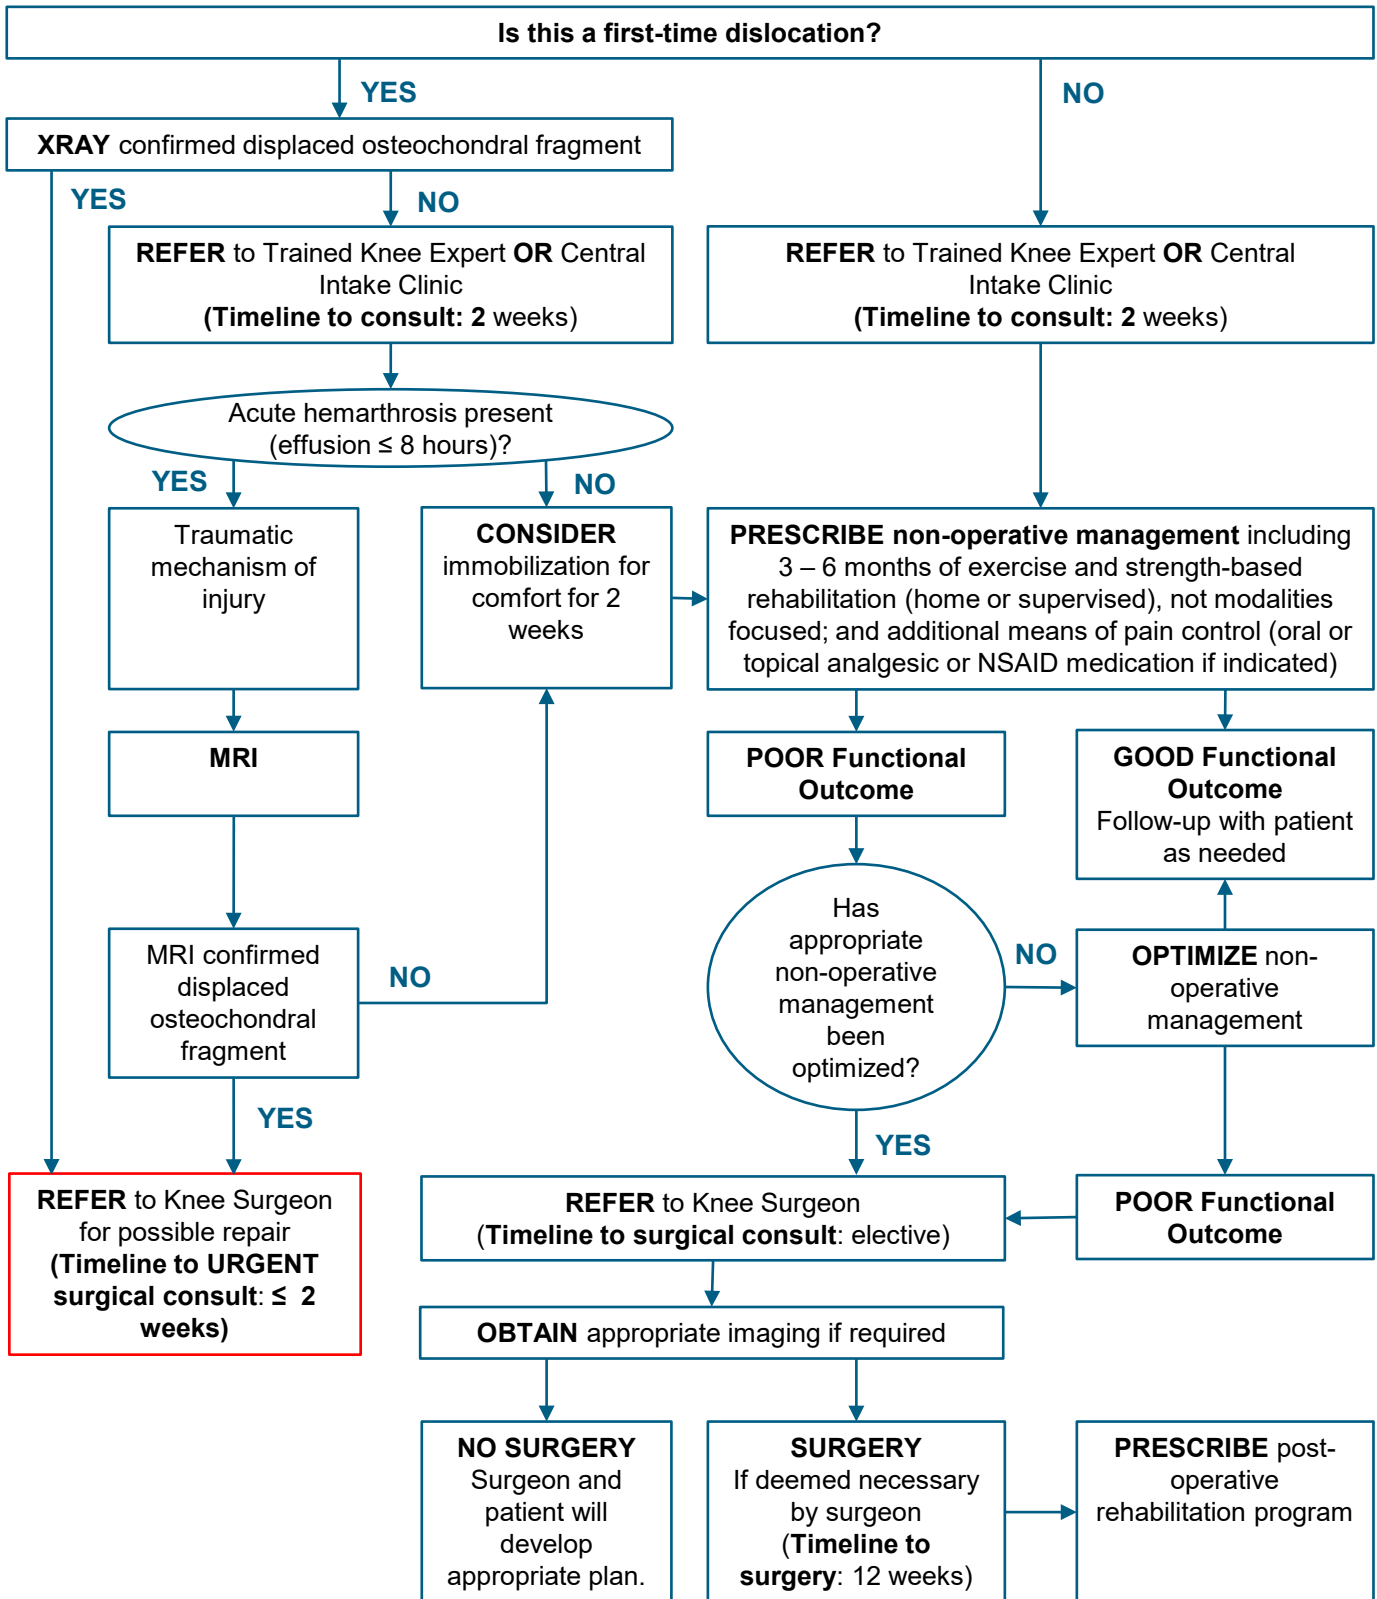 Is this a first-time dislocation?
YES
NO
XRAY confirmed displaced osteochondral fragment
YES
NO
REFER to Trained Knee Expert OR Central
Intake Clinic
(Timeline to consult: 2 weeks)
REFER to Trained Knee Expert OR Central
Intake Clinic
(Timeline to consult: 2 weeks)
Acute hemarthrosis present
(effusion ≤ 8 hours)?
YES
NO
Traumatic
mechanism of
injury
CONSIDER
immobilization for
comfort for 2
weeks
PRESCRIBE non-operative management including
3 – 6 months of exercise and strength-based
rehabilitation (home or supervised), not modalities
focused; and additional means of pain control (oral or
topical analgesic or NSAID medication if indicated)
MRI
POOR Functional
Outcome
GOOD Functional
Outcome
Follow-up with patient
as needed
MRI confirmed
displaced
osteochondral
fragment
NO
Has
appropriate
non-operative
management
been
optimized?
NO
OPTIMIZE non-
operative
management
YES
YES
REFER to Knee Surgeon
for possible repair
(Timeline to URGENT
surgical consult: ≤ 2
weeks)
REFER to Knee Surgeon
(Timeline to surgical consult: elective)
POOR Functional
Outcome
OBTAIN appropriate imaging if required
NO SURGERY
Surgeon and
patient will
develop
appropriate plan.
SURGERY
If deemed necessary
by surgeon
(Timeline to
surgery: 12 weeks)
PRESCRIBE post-
operative
rehabilitation program